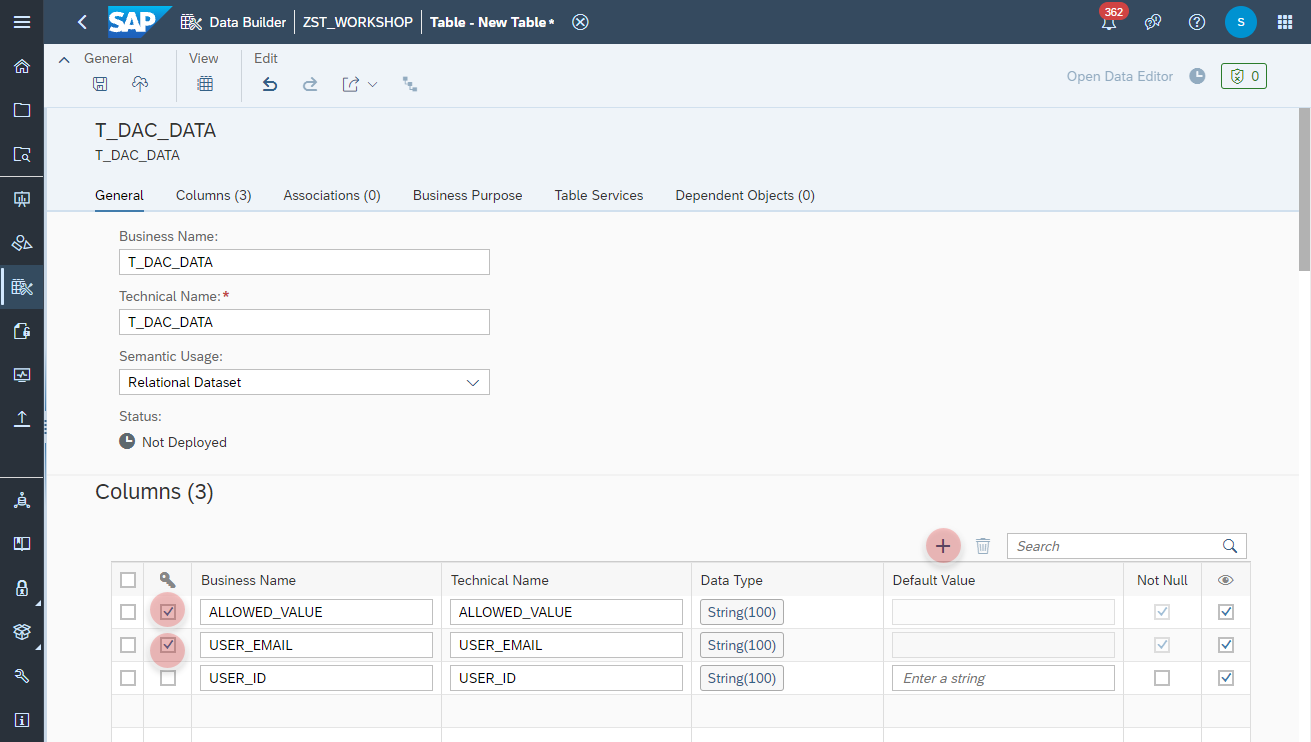 SAP Data Builder ZST_WORKSHOP Table - New Table* 362 S
General View Edit
Open Data Editor 0
T_DAC_DATA
T_DAC_DATA
General Columns (3) Associations (0) Business Purpose Table Services Dependent Objects (0)
Business Name:
T_DAC_DATA
Technical Name:*
T_DAC_DATA
Semantic Usage:
Relational Dataset
Status:
Not Deployed
Columns (3)
Search
Business Name Technical Name Data Type Default Value Not Null
ALLOWED_VALUE ALLOWED_VALUE String(100)
USER_EMAIL USER_EMAIL String(100)
USER_ID USER_ID String(100) Enter a string